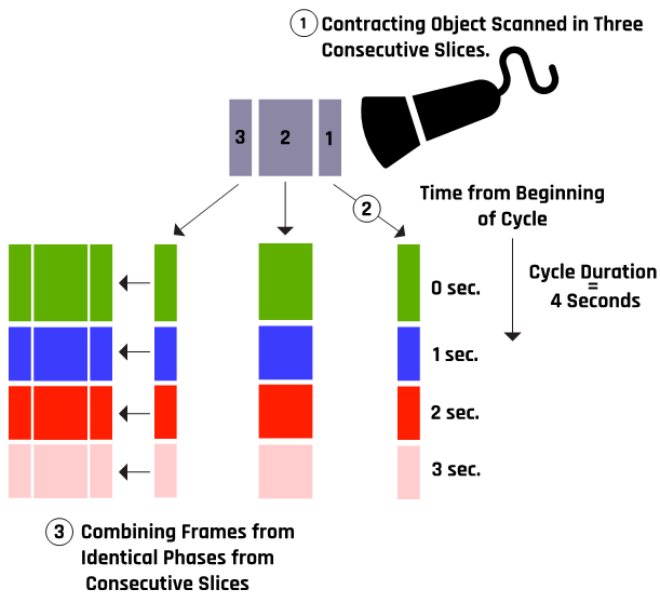 1 Contracting Object Scanned in Three
Consecutive Slices.
3 2 1
2
Time from Beginning
of Cycle
0 sec.
Cycle Duration
=
4 Seconds
1 sec.
2 sec.
3 sec.
3 Combining Frames from
Identical Phases from
Consecutive Slices